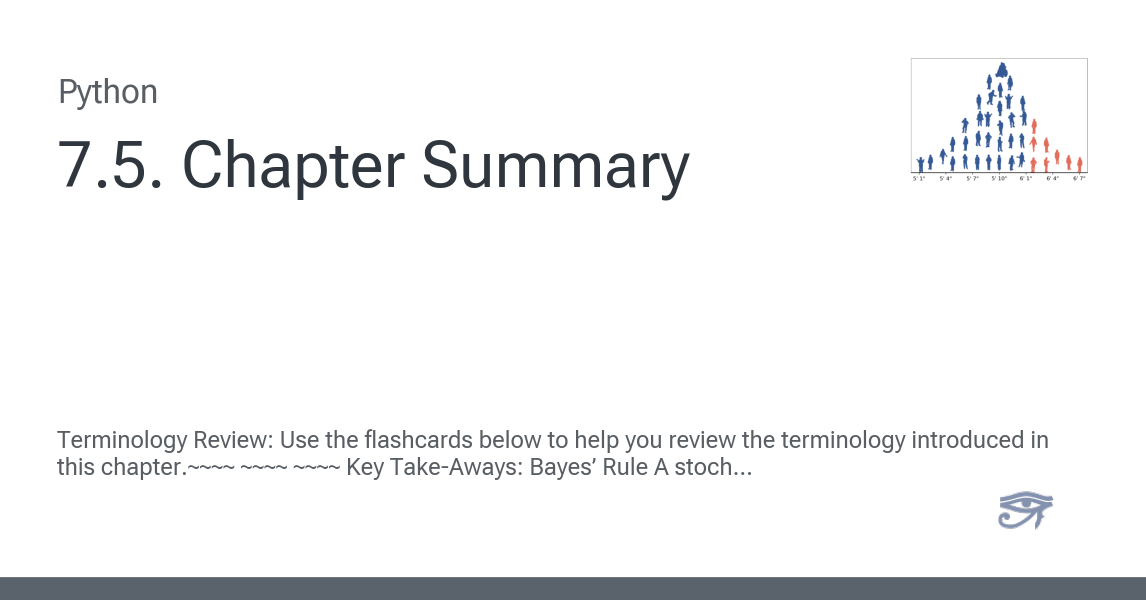 Python
7.5. Chapter Summary
5' 1" 5' 4" 5' 7" 5' 10" 6' 1" 6' 4" 6' 7"
Terminology Review: Use the flashcards below to help you review the terminology introduced in
this chapter.~~~~ ~~~~ ~~~~ Key Take-Aways: Bayes’ Rule A stoch...